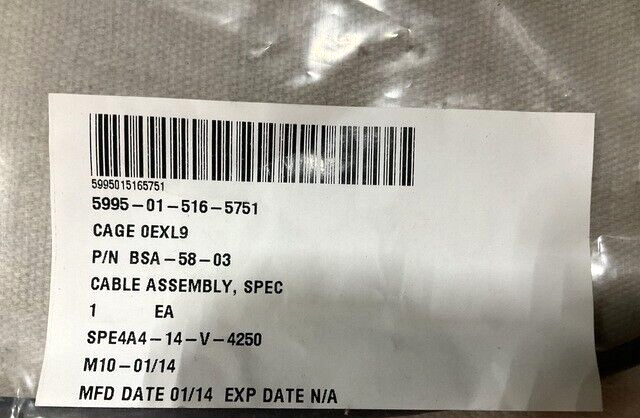 5995015165751
5995-01-516-5751
CAGE 0EXL9
P/N BSA-58-03
CABLE ASSEMBLY, SPEC
1 EA
SPE4A4-14-V-4250
M10-01/14
MFD DATE 01/14 EXP DATE N/A